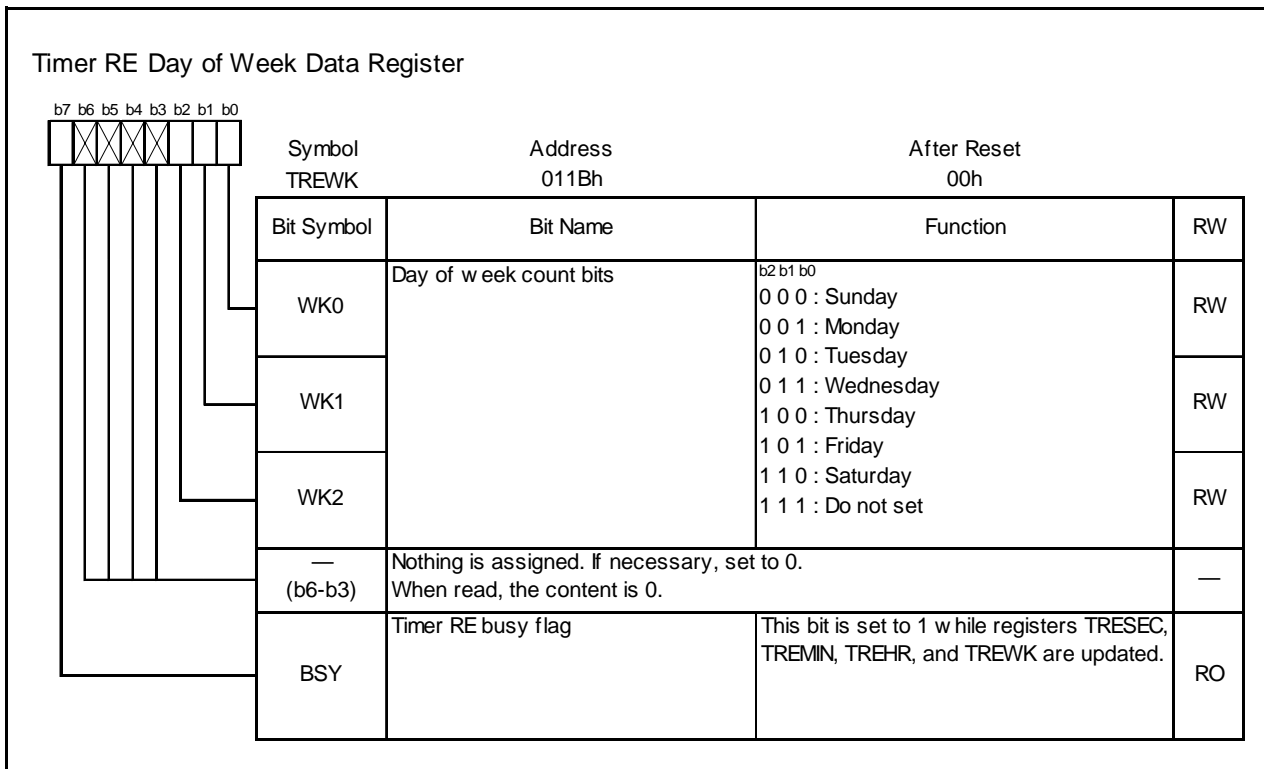 Timer RE Day of Week Data Register
b7 b6 b5 b4 b3 b2 b1 b0
Symbol Address After Reset
TREWK 011Bh 00h
Bit Symbol Bit Name Function RW
WK0 Day of week count bits b2 b1 b0 RW
0 0 0 : Sunday
0 0 1 : Monday
0 1 0 : Tuesday
WK1 0 1 1 : Wednesday RW
1 0 0 : Thursday
1 0 1 : Friday
WK2 1 1 0 : Saturday RW
1 1 1 : Do not set
— Nothing is assigned. If necessary, set to 0. —
(b6-b3) When read, the content is 0.
BSY Timer RE busy flag This bit is set to 1 while registers TRESEC, RO
TREMIN, TREHR, and TREWK are updated.